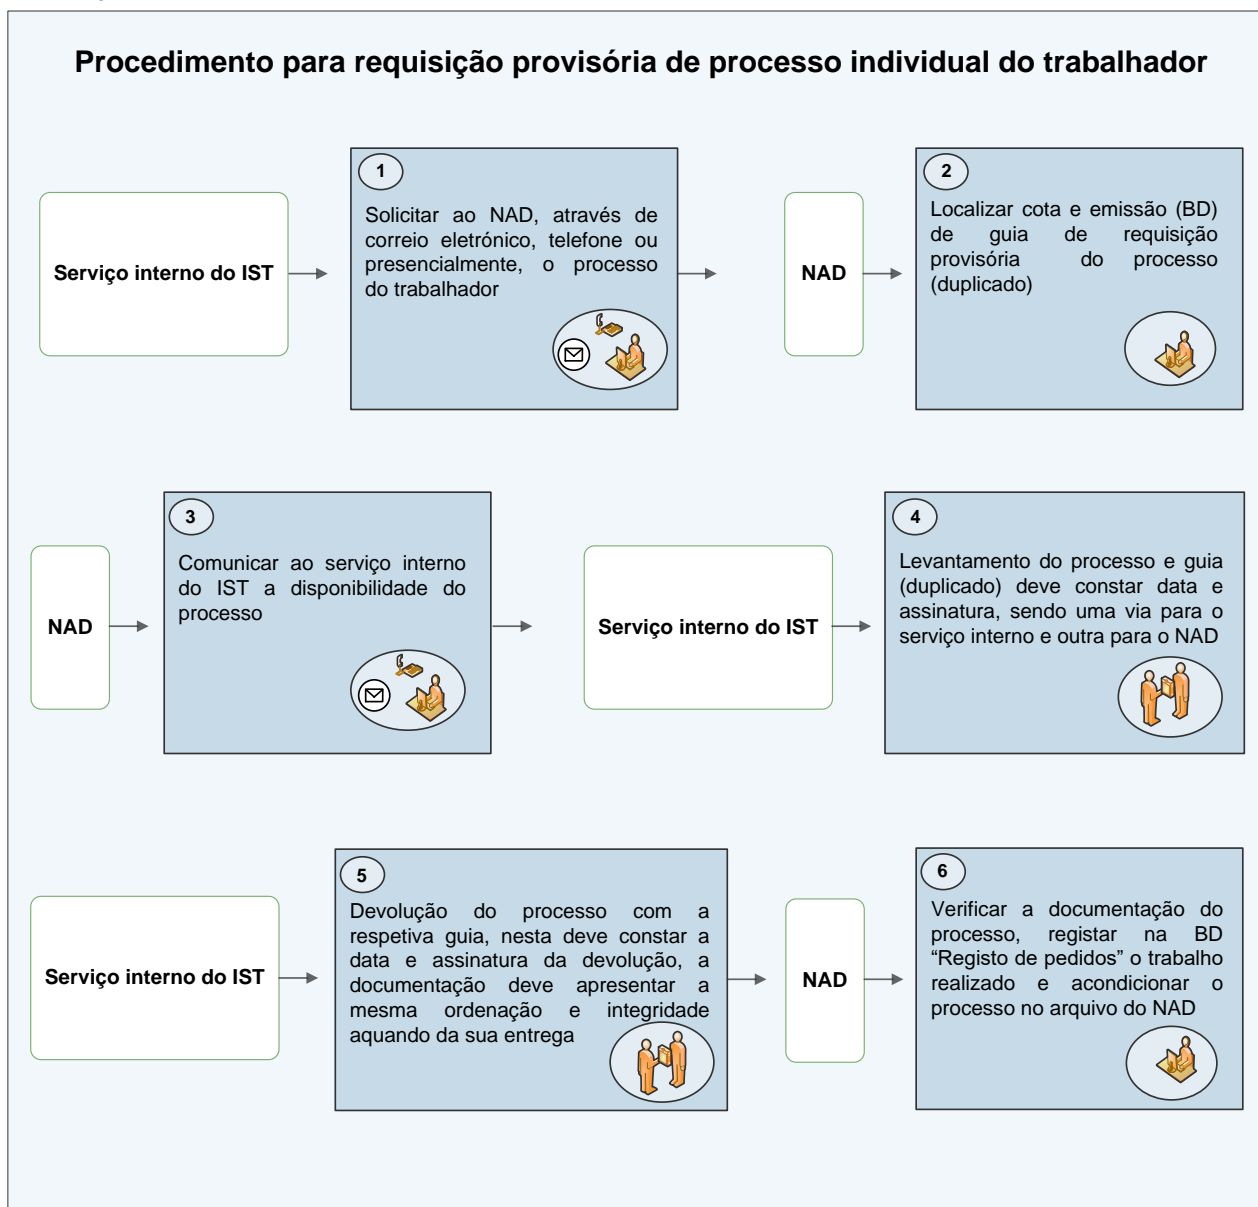 Procedimento para requisição provisória de processo individual do trabalhador
Serviço interno do IST
1
Solicitar ao NAD, através de
correio eletrónico, telefone ou
presencialmente, o processo
do trabalhador
NAD
2
Localizar cota e emissão (BD)
de guia de requisição
provisória do processo
(duplicado)
NAD
3
Comunicar ao serviço interno
do IST a disponibilidade do
processo
Serviço interno do IST
4
Levantamento do processo e guia
(duplicado) deve constar data e
assinatura, sendo uma via para o
serviço interno e outra para o NAD
Serviço interno do IST
5
Devolução do processo com a
respetiva guia, nesta deve constar a
data e assinatura da devolução, a
documentação deve apresentar a
mesma ordenação e integridade
aquando da sua entrega
NAD
6
Verificar a documentação do
processo, registar na BD
“Registo de pedidos” o trabalho
realizado e acondicionar o
processo no arquivo do NAD